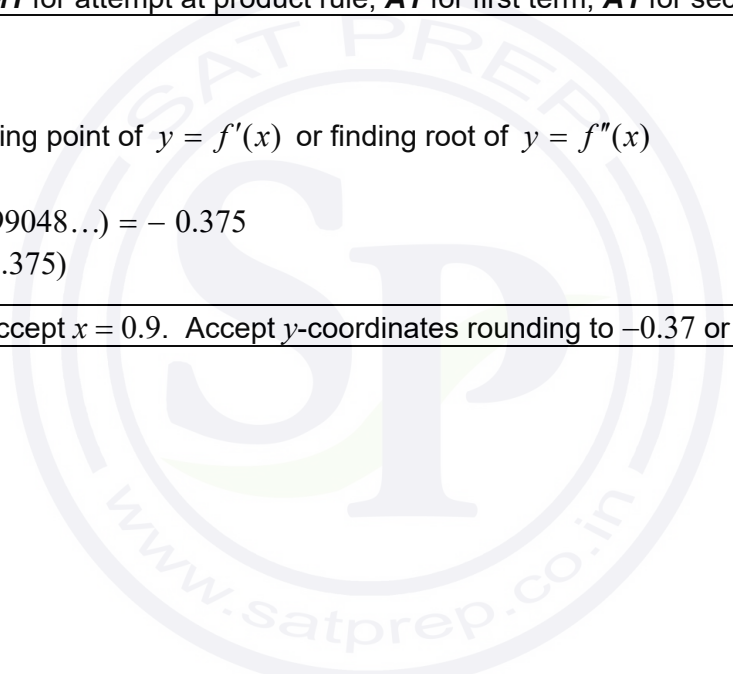 for attempt at product rule, A1 for first term, A1 for sec
SAT PREP
ing point of y = f′(x) or finding root of y = f″(x)
99048…) = − 0.375
.375)
ccept x = 0.9. Accept y-coordinates rounding to −0.37 or
SP
www.satprep.co.in